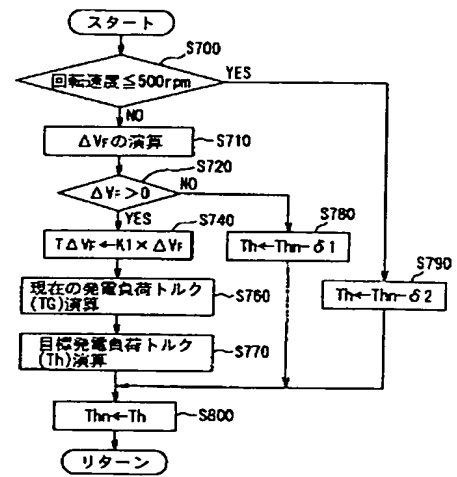 スタート
S700
回転速度≦500rpm
YES
NO
ΔVFの演算
S710
S720
ΔVF>0
NO
YES
S740
TΔVF←K1×ΔVF
S780
Th←Thn-δ1
S790
Th←Thn-δ2
現在の発電負荷トルク
(TG)演算
S760
目標発電負荷トルク
(Th)演算
S770
Thn←Th
S800
リターン